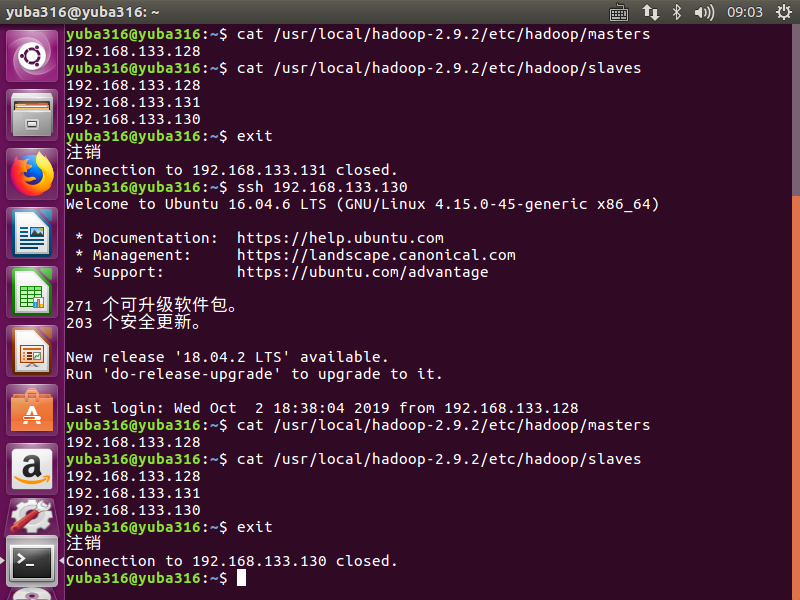 yuba316@yuba316: ~
09:03
yuba316@yuba316:~$ cat /usr/local/hadoop-2.9.2/etc/hadoop/masters
192.168.133.128
yuba316@yuba316:~$ cat /usr/local/hadoop-2.9.2/etc/hadoop/slaves
192.168.133.128
192.168.133.131
192.168.133.130
yuba316@yuba316:~$ exit
注销
Connection to 192.168.133.131 closed.
yuba316@yuba316:~$ ssh 192.168.133.130
Welcome to Ubuntu 16.04.6 LTS (GNU/Linux 4.15.0-45-generic x86_64)
* Documentation:  https://help.ubuntu.com
* Management:     https://landscape.canonical.com
* Support:        https://ubuntu.com/advantage
271 个可升级软件包。
203 个安全更新。
New release '18.04.2 LTS' available.
Run 'do-release-upgrade' to upgrade to it.
Last login: Wed Oct  2 18:38:04 2019 from 192.168.133.128
yuba316@yuba316:~$ cat /usr/local/hadoop-2.9.2/etc/hadoop/masters
192.168.133.128
yuba316@yuba316:~$ cat /usr/local/hadoop-2.9.2/etc/hadoop/slaves
192.168.133.128
192.168.133.131
192.168.133.130
yuba316@yuba316:~$ exit
注销
Connection to 192.168.133.130 closed.
yuba316@yuba316:~$